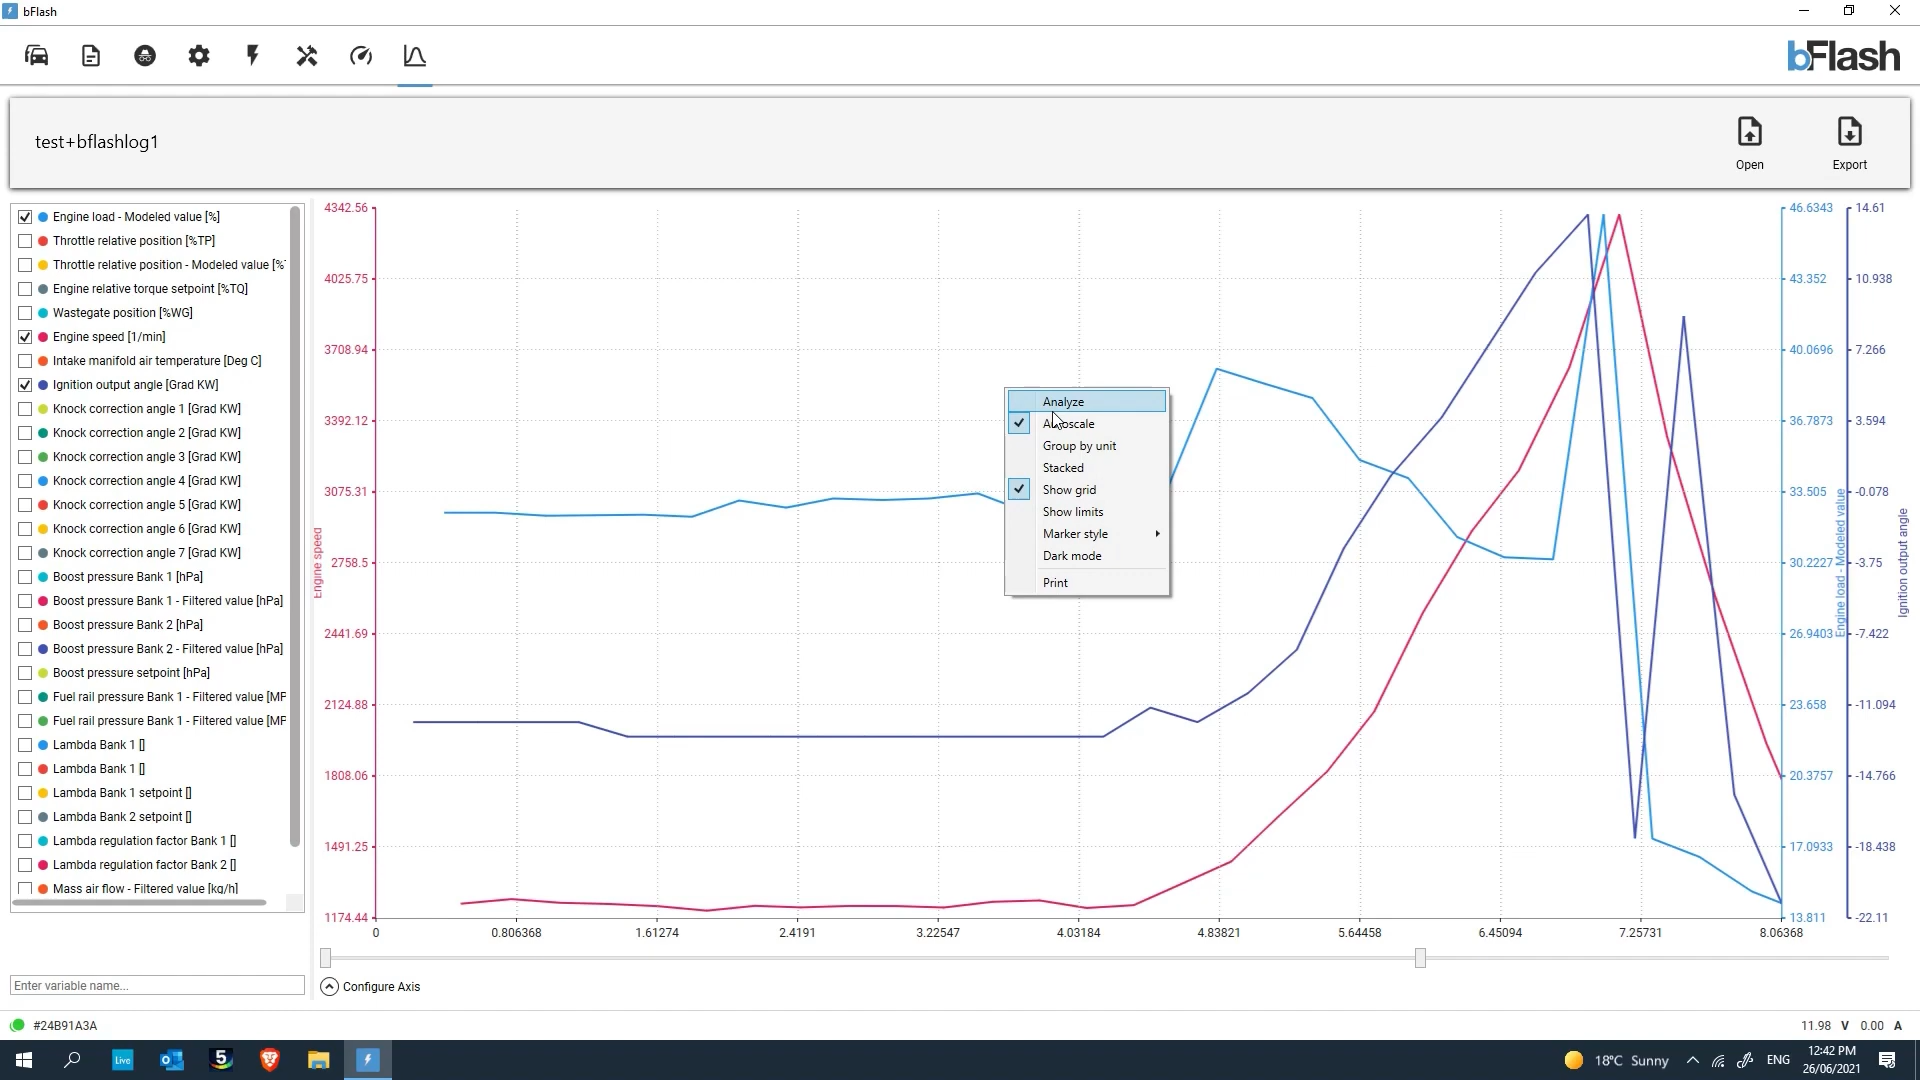 bFlash
bFlash
test+bflashlog1
Open
Export
Engine load - Modeled value [%]
Throttle relative position [%TP]
Throttle relative position - Modeled value [%
Engine relative torque setpoint [%TQ]
Wastegate position [%WG]
Engine speed [1/min]
Intake manifold air temperature [Deg C]
Ignition output angle [Grad KW]
Knock correction angle 1 [Grad KW]
Knock correction angle 2 [Grad KW]
Knock correction angle 3 [Grad KW]
Knock correction angle 4 [Grad KW]
Knock correction angle 5 [Grad KW]
Knock correction angle 6 [Grad KW]
Knock correction angle 7 [Grad KW]
Boost pressure Bank 1 [hPa]
Boost pressure Bank 1 - Filtered value [hPa]
Boost pressure Bank 2 [hPa]
Boost pressure Bank 2 - Filtered value [hPa]
Boost pressure setpoint [hPa]
Fuel rail pressure Bank 1 - Filtered value [MF
Fuel rail pressure Bank 1 - Filtered value [MF
Lambda Bank 1 []
Lambda Bank 1 []
Lambda Bank 1 setpoint []
Lambda Bank 2 setpoint []
Lambda regulation factor Bank 1 []
Lambda regulation factor Bank 2 []
Mass air flow - Filtered value [kg/h]
Enter variable name...
Engine speed
4342.56
4025.75
3708.94
3392.12
3075.31
2758.5
2441.69
2124.88
1808.06
1491.25
1174.44
0
0.806368
1.61274
2.4191
3.22547
4.03184
4.83821
5.64458
6.45094
7.25731
8.06368
Analyze
Autoscale
Group by unit
Stacked
Show grid
Show limits
Marker style
Dark mode
Print
46.6343
43.352
40.0696
36.7873
33.505
30.2227
26.9403
23.658
20.3757
17.0933
13.811
Engine load - Modeled value
14.61
10.938
7.266
3.594
-0.078
-3.75
-7.422
-11.094
-14.766
-18.438
-22.11
Ignition output angle
Configure Axis
#24B91A3A
11.98 V 0.00 A
Live
5
18°C Sunny
ENG
12:42 PM
26/06/2021